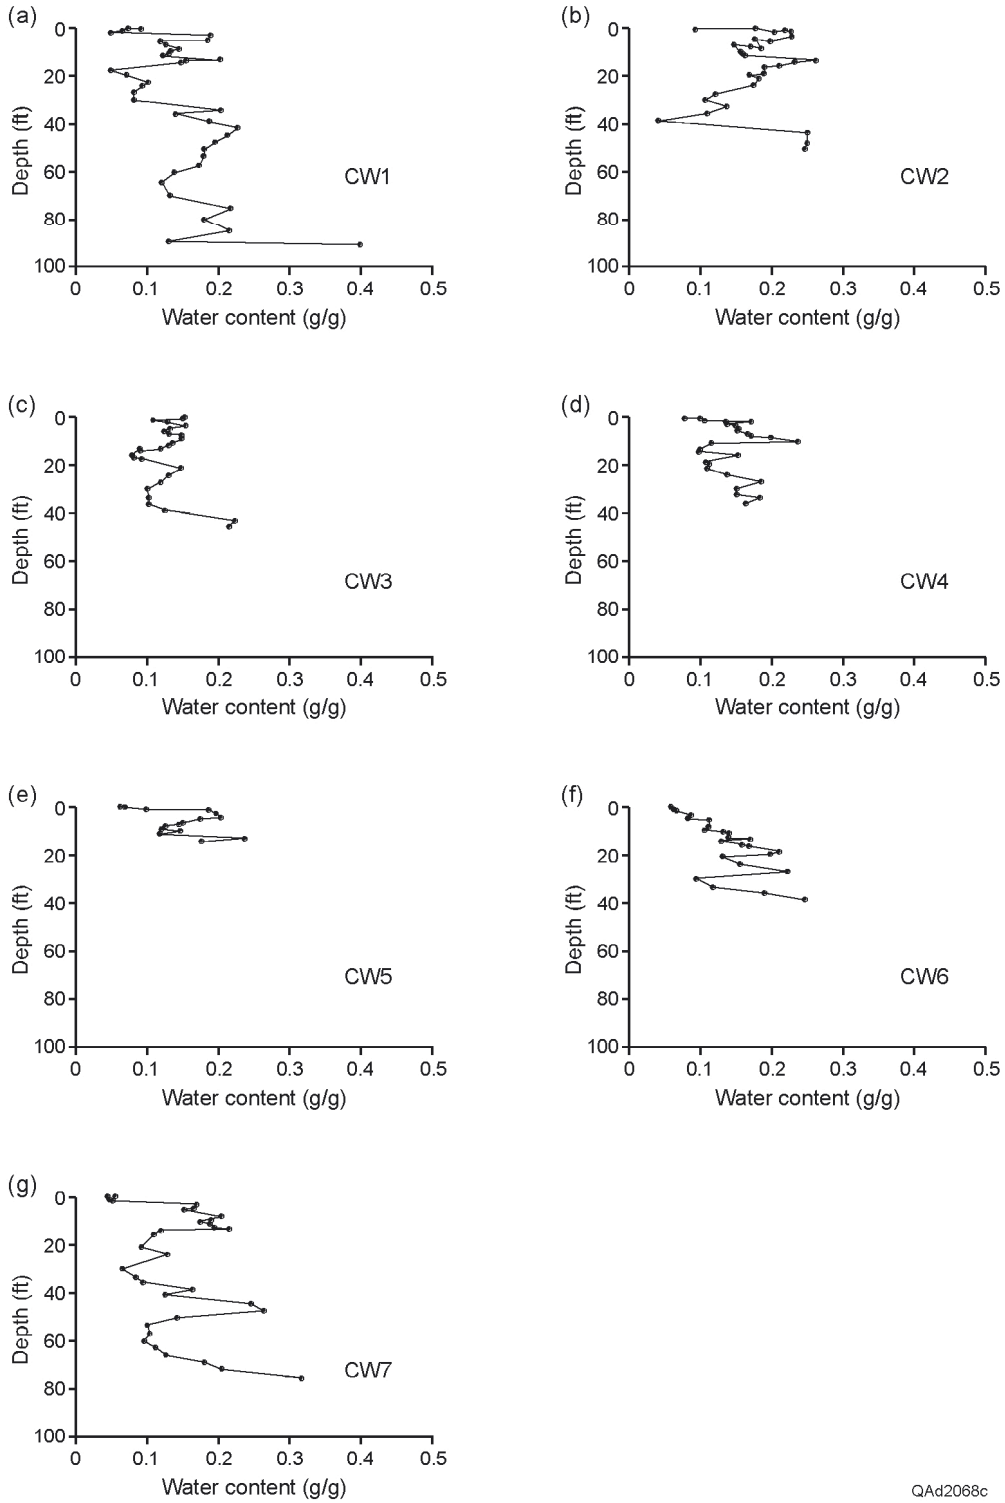 (a)
0
20
40
60
80
100
Depth (ft)
CW1
0 0.1 0.2 0.3 0.4 0.5
Water content (g/g)
(b)
0
20
40
60
80
100
Depth (ft)
CW2
0 0.1 0.2 0.3 0.4 0.5
Water content (g/g)
(c)
0
20
40
60
80
100
Depth (ft)
CW3
0 0.1 0.2 0.3 0.4 0.5
Water content (g/g)
(d)
0
20
40
60
80
100
Depth (ft)
CW4
0 0.1 0.2 0.3 0.4 0.5
Water content (g/g)
(e)
0
20
40
60
80
100
Depth (ft)
CW5
0 0.1 0.2 0.3 0.4 0.5
Water content (g/g)
(f)
0
20
40
60
80
100
Depth (ft)
CW6
0 0.1 0.2 0.3 0.4 0.5
Water content (g/g)
(g)
0
20
40
60
80
100
Depth (ft)
CW7
0 0.1 0.2 0.3 0.4 0.5
Water content (g/g)
QAd2068c